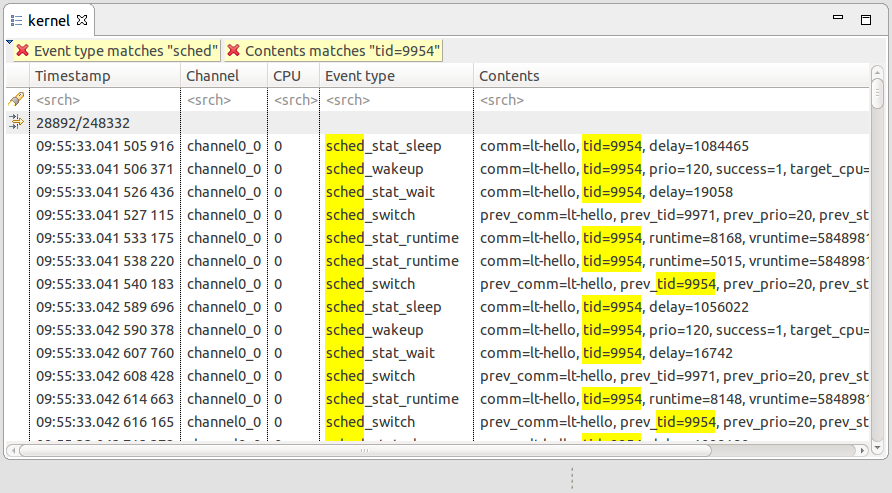 kernel
Event type matches "sched" Contents matches "tid=9954"
Timestamp Channel CPU Event type Contents
<srch> <srch> <srch> <srch> <srch>
28892/248332
09:55:33.041 505 916 channel0_0 0 sched_stat_sleep comm=lt-hello, tid=9954, delay=1084465
09:55:33.041 506 371 channel0_0 0 sched_wakeup comm=lt-hello, tid=9954, prio=120, success=1, target_cpu=
09:55:33.041 526 436 channel0_0 0 sched_stat_wait comm=lt-hello, tid=9954, delay=19058
09:55:33.041 527 115 channel0_0 0 sched_switch prev_comm=lt-hello, prev_tid=9971, prev_prio=20, prev_st
09:55:33.041 533 175 channel0_0 0 sched_stat_runtime comm=lt-hello, tid=9954, runtime=8168, vruntime=5848981
09:55:33.041 538 220 channel0_0 0 sched_stat_runtime comm=lt-hello, tid=9954, runtime=5015, vruntime=5848981
09:55:33.041 540 183 channel0_0 0 sched_switch prev_comm=lt-hello, prev_tid=9954, prev_prio=20, prev_st
09:55:33.042 589 696 channel0_0 0 sched_stat_sleep comm=lt-hello, tid=9954, delay=1056022
09:55:33.042 590 378 channel0_0 0 sched_wakeup comm=lt-hello, tid=9954, prio=120, success=1, target_cpu=
09:55:33.042 607 760 channel0_0 0 sched_stat_wait comm=lt-hello, tid=9954, delay=16742
09:55:33.042 608 428 channel0_0 0 sched_switch prev_comm=lt-hello, prev_tid=9971, prev_prio=20, prev_st
09:55:33.042 614 663 channel0_0 0 sched_stat_runtime comm=lt-hello, tid=9954, runtime=8148, vruntime=5848981
09:55:33.042 616 165 channel0_0 0 sched_switch prev_comm=lt-hello, prev_tid=9954, prev_prio=20, prev_st